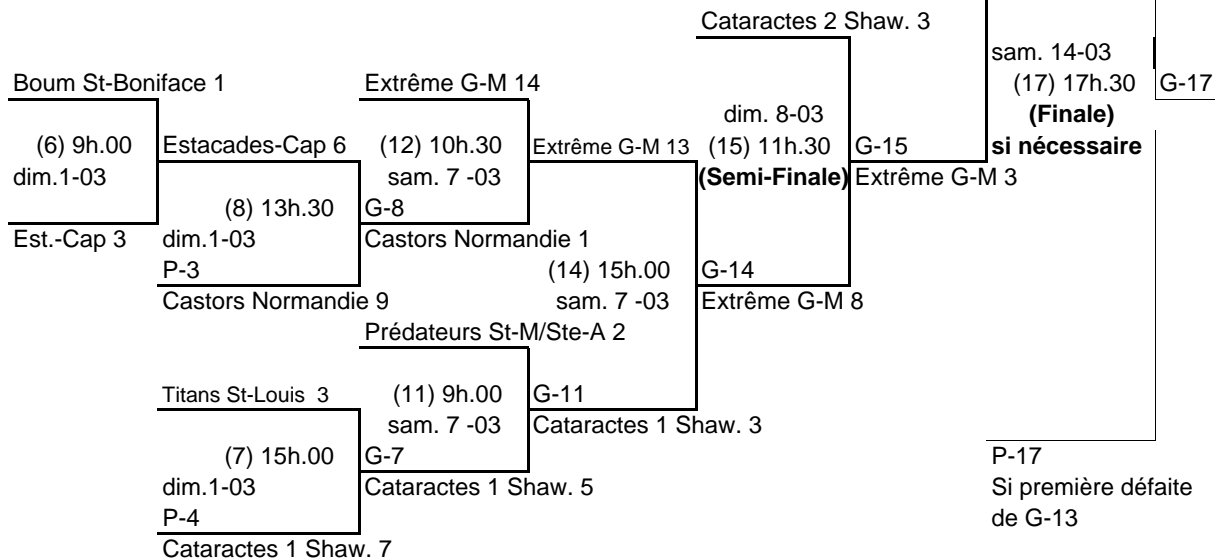 Cataractes 2 Shaw. 3
sam. 14-03
Boum St-Boniface 1
Extrême G-M 14
(17) 17h.30
G-17
dim. 8-03
(Finale)
(6) 9h.00
Estacades-Cap 6
(12) 10h.30
Extrême G-M 13
(15) 11h.30
G-15
si nécessaire
dim.1-03
sam. 7 -03
(Semi-Finale)
Extrême G-M 3
(8) 13h.30
G-8
Est.-Cap 3
dim.1-03
Castors Normandie 1
P-3
(14) 15h.00
G-14
Castors Normandie 9
sam. 7 -03
Extrême G-M 8
Prédateurs St-M/Ste-A 2
Titans St-Louis 3
(11) 9h.00
G-11
sam. 7 -03
Cataractes 1 Shaw. 3
(7) 15h.00
G-7
P-17
dim.1-03
Cataractes 1 Shaw. 5
Si première défaite
P-4
de G-13
Cataractes 1 Shaw. 7